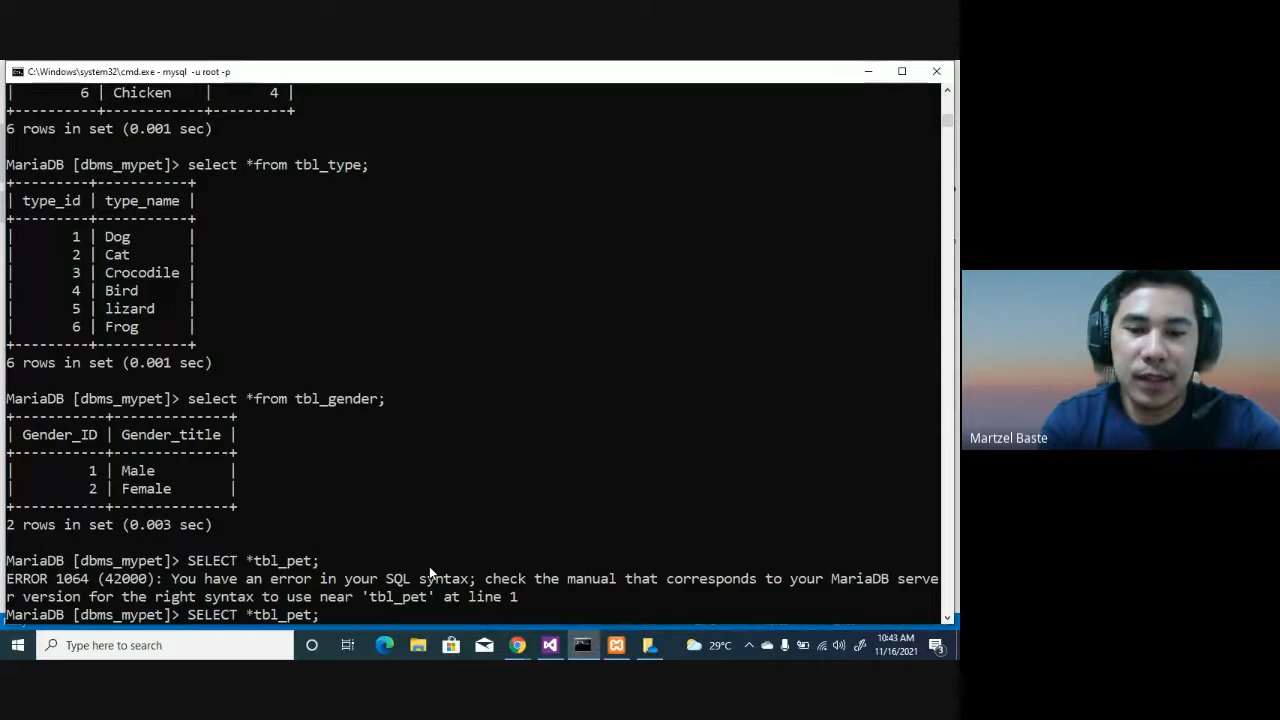 C:\Windows\system32\cmd.exe - mysql -u root -p
| 6 | Chicken | 4 |
+----------+-----------+---------+
6 rows in set (0.001 sec)
MariaDB [dbms_mypet]> select *from tbl_type;
+---------+-----------+
| type_id | type_name |
+---------+-----------+
| 1 | Dog |
| 2 | Cat |
| 3 | Crocodile |
| 4 | Bird |
| 5 | lizard |
| 6 | Frog |
+---------+-----------+
6 rows in set (0.001 sec)
MariaDB [dbms_mypet]> select *from tbl_gender;
+-----------+--------------+
| Gender_ID | Gender_title |
+-----------+--------------+
| 1 | Male |
| 2 | Female |
+-----------+--------------+
2 rows in set (0.003 sec)
MariaDB [dbms_mypet]> SELECT *tbl_pet;
ERROR 1064 (42000): You have an error in your SQL syntax; check the manual that corresponds to your MariaDB serve
r version for the right syntax to use near 'tbl_pet' at line 1
MariaDB [dbms_mypet]> SELECT *tbl_pet;
Type here to search
29°C
10:43 AM
11/16/2021
3
Martzel Baste